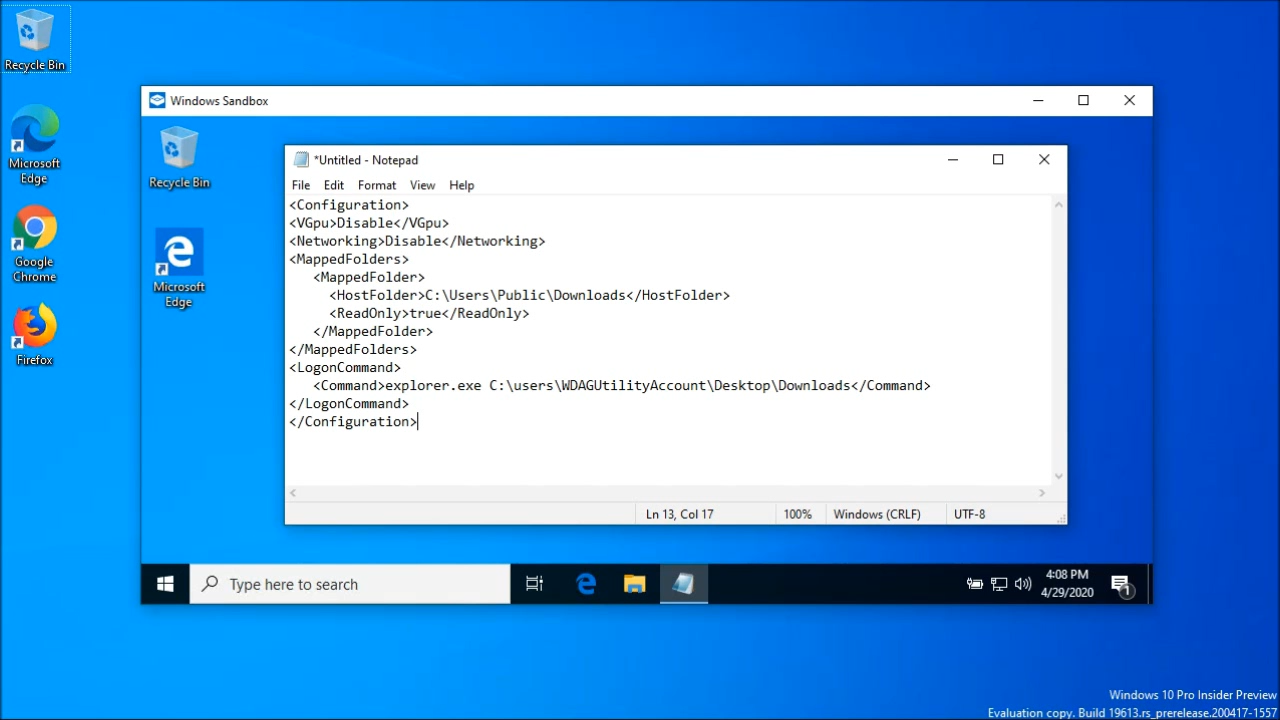 Recycle Bin
Microsoft
Edge
Google
Chrome
Firefox
Windows Sandbox
Recycle Bin
Microsoft
Edge
*Untitled - Notepad
File Edit Format View Help
<Configuration>
<VGpu>Disable</VGpu>
<Networking>Disable</Networking>
<MappedFolders>
   <MappedFolder>
     <HostFolder>C:\Users\Public\Downloads</HostFolder>
     <ReadOnly>true</ReadOnly>
   </MappedFolder>
</MappedFolders>
<LogonCommand>
   <Command>explorer.exe C:\users\WDAGUtilityAccount\Desktop\Downloads</Command>
</LogonCommand>
</Configuration>
Ln 13, Col 17 100% Windows (CRLF) UTF-8
Type here to search
4:08 PM
4/29/2020
1
Windows 10 Pro Insider Preview
Evaluation copy. Build 19613.rs_prerelease.200417-1557